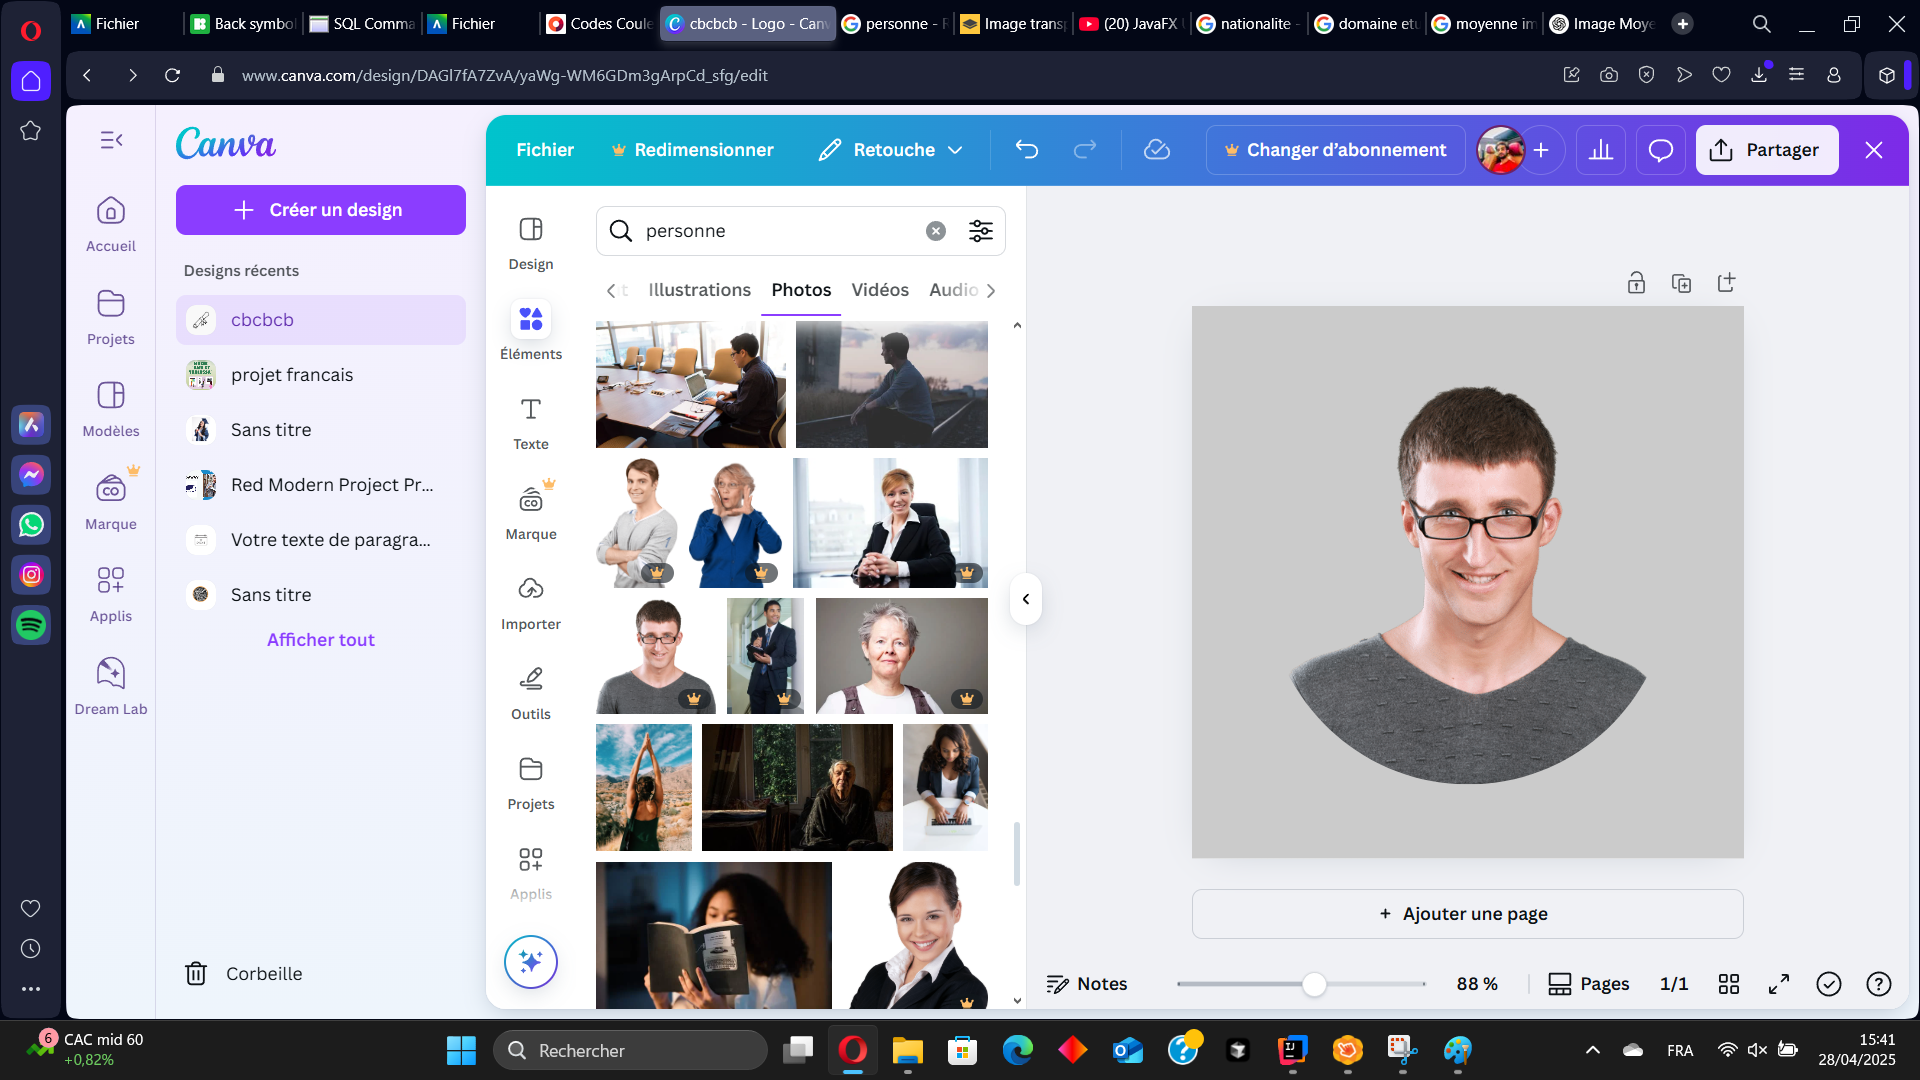 Fichier
Back symbo
SQL Comma
Fichier
Codes Coule
cbcbcb - Logo - Canv
personne - R
Image trans
(20) JavaFX
nationalite -
domaine etu
moyenne im
Image Moye
www.canva.com/design/DAGl7fA7ZvA/yaWg-WM6GDm3gArpCd_sfg/edit
Canva
Fichier
Redimensionner
Retouche
Changer d’abonnement
Partager
Créer un design
Accueil
Projets
Modèles
Marque
Applis
Dream Lab
Designs récents
cbcbcb
projet francais
Sans titre
Red Modern Project Pr...
Votre texte de paragra...
Sans titre
Afficher tout
Corbeille
Design
Éléments
Texte
Marque
Importer
Outils
Projets
Applis
personne
Illustrations
Photos
Vidéos
Audio
+ Ajouter une page
Notes
88 %
Pages
1/1
6
CAC mid 60
+0,82%
Rechercher
FRA
15:41
28/04/2025